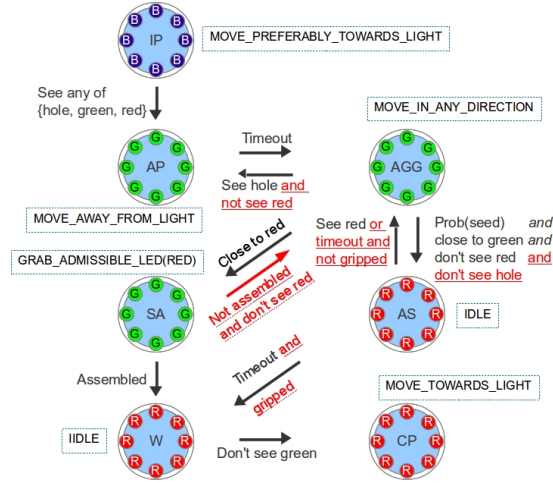 B
B B
B IP B
B B
B
MOVE_PREFERABLY_TOWARDS_LIGHT
See any of
{hole, green, red}
MOVE_IN_ANY_DIRECTION
G
G G
G AP G
G G
G
Timeout
See hole and
not see red
G
G G
G AGG G
G G
G
MOVE_AWAY_FROM_LIGHT
GRAB_ADMISSIBLE_LED(RED)
Close to red
Not assembled
and don't see red
See red or
timeout and
not gripped
Prob(seed) and
close to green and
don't see red and
don't see hole
G
G G
G SA G
G G
G
R
R R
R AS R
R R
R
IDLE
Assembled
Timeout and
gripped
MOVE_TOWARDS_LIGHT
IIDLE
R
R R
R W R
R R
R
Don't see green
R
R R
R CP R
R R
R